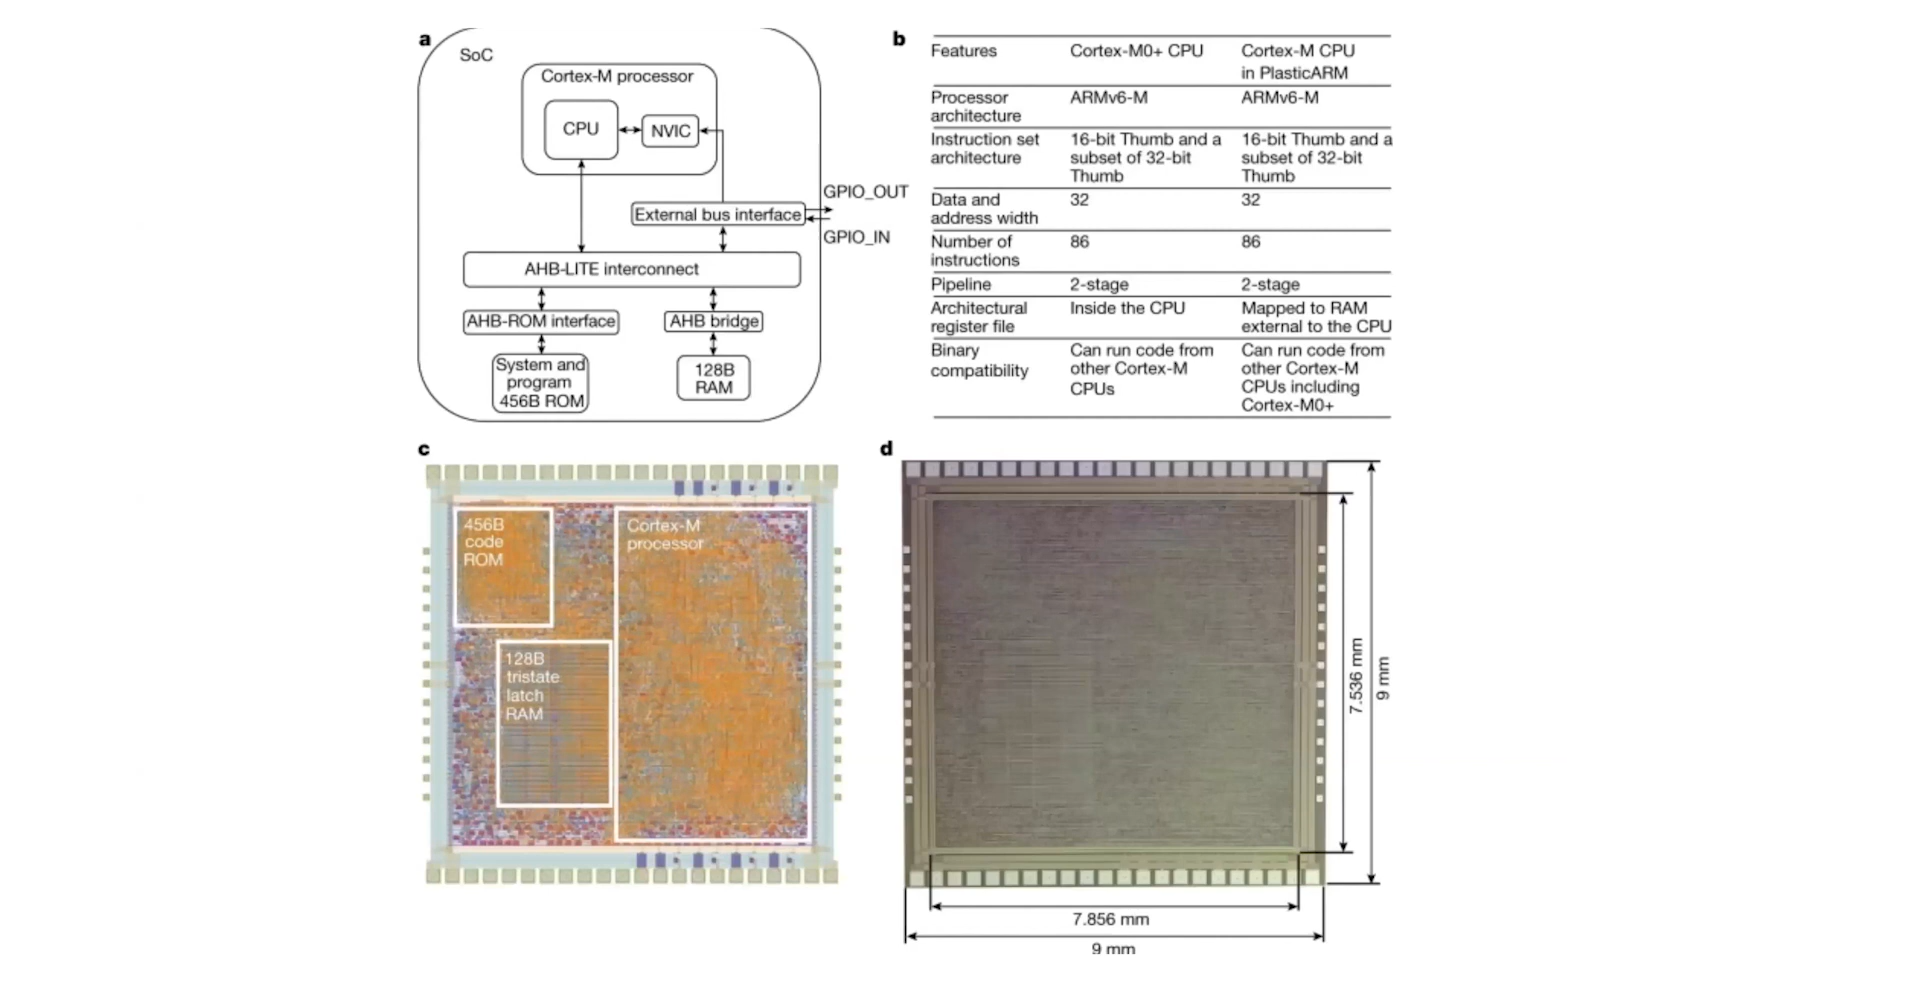 a
SoC
Cortex-M processor
CPU
NVIC
GPIO_OUT
External bus interface
GPIO_IN
AHB-LITE interconnect
AHB-ROM interface
AHB bridge
System and
program
456B ROM
128B
RAM
b
Features
Cortex-M0+ CPU
Cortex-M CPU
in PlasticARM
Processor
architecture
ARMv6-M
ARMv6-M
Instruction set
architecture
16-bit Thumb and a
subset of 32-bit
Thumb
16-bit Thumb and a
subset of 32-bit
Thumb
Data and
address width
32
32
Number of
instructions
86
86
Pipeline
2-stage
2-stage
Architectural
register file
Inside the CPU
Mapped to RAM
external to the CPU
Binary
compatibility
Can run code from
other Cortex-M
CPUs
Can run code from
other Cortex-M
CPUs including
Cortex-M0+
c
456B
code
ROM
Cortex-M
processor
128B
tristate
latch
RAM
d
7.536 mm
9 mm
7.856 mm
9 mm